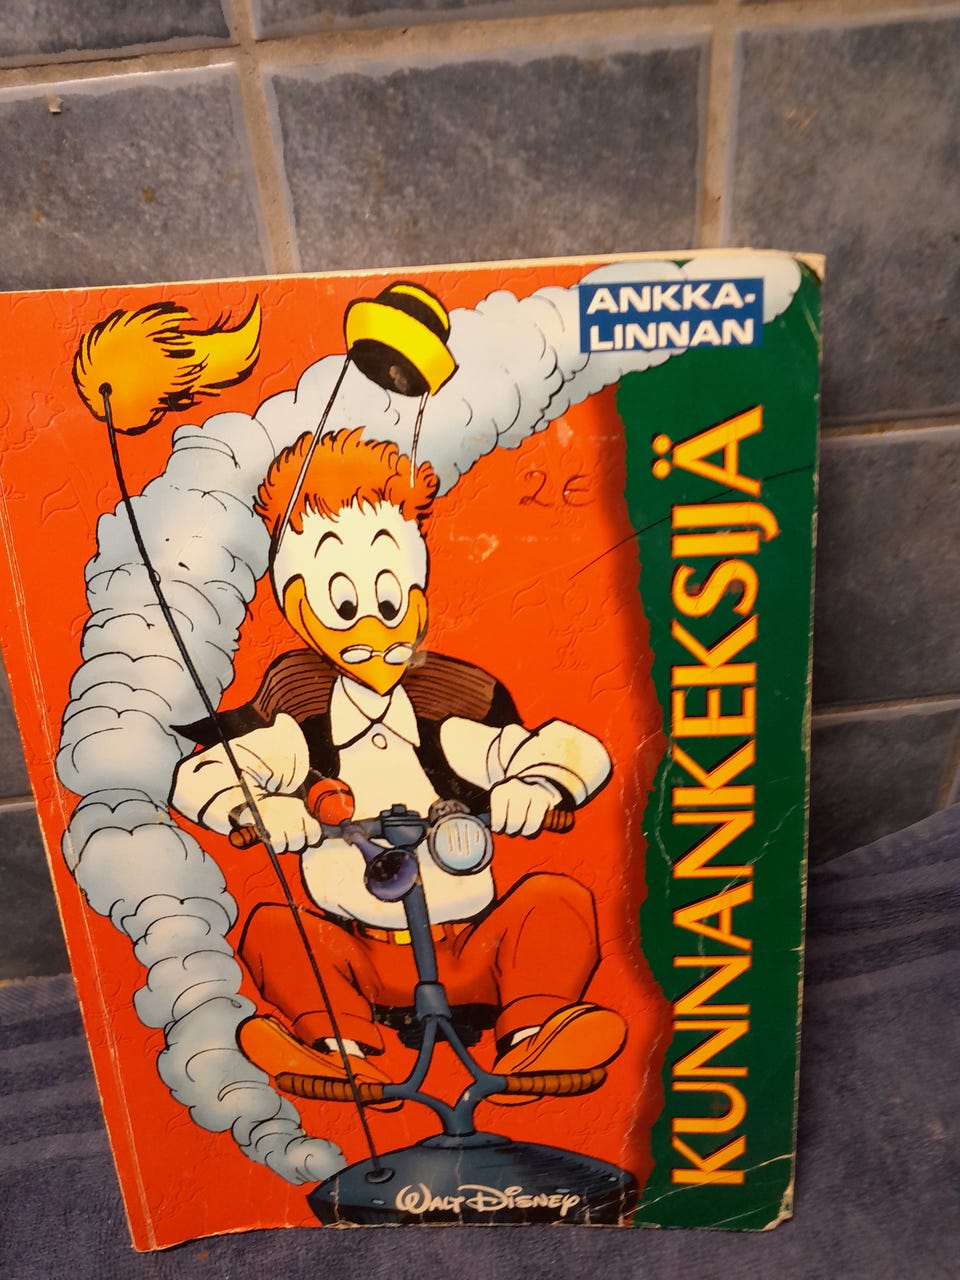 ANKKA-
LINNAN
KUNNANKEKSIJÄ
2€
WALT DISNEY